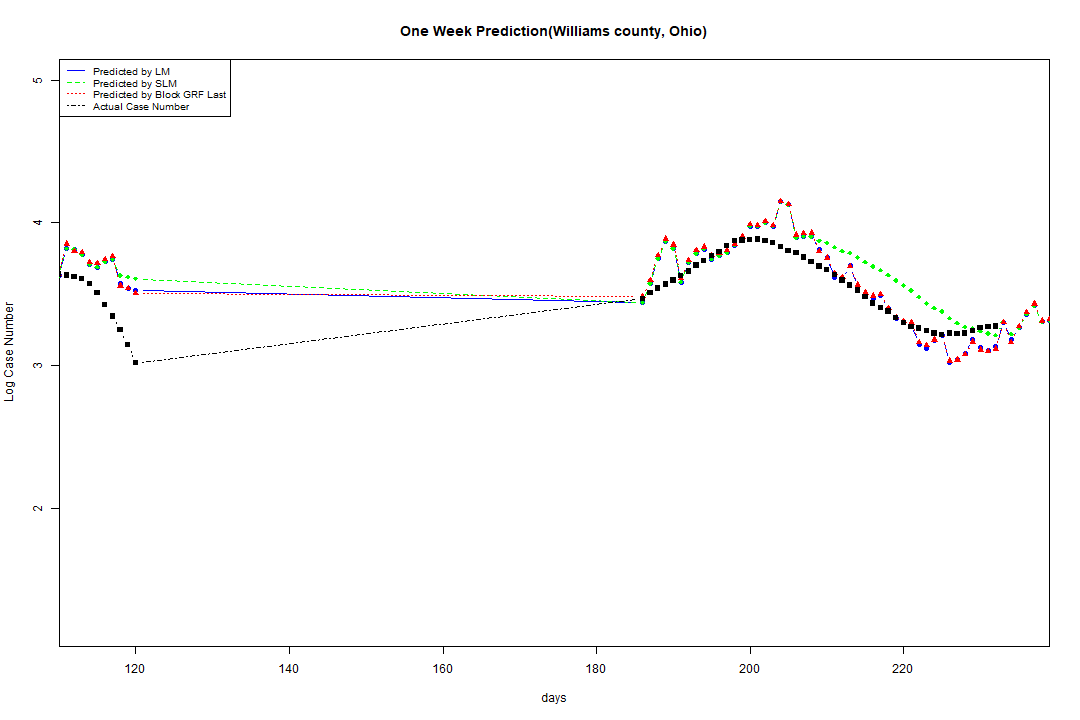 One Week Prediction(Williams county, Ohio)
Predicted by LM
Predicted by SLM
Predicted by Block GRF Last
Actual Case Number
5
4
3
2
Log Case Number
120 140 160 180 200 220
days